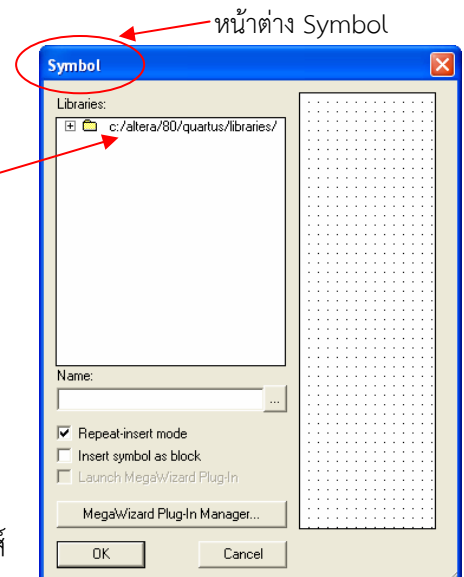 หน้าต่าง Symbol
Symbol
Libraries:
c:/altera/80/quartus/libraries/
Name:
...
Repeat-insert mode
Insert symbol as block
Launch MegaWizard Plug-In
MegaWizard Plug-In Manager...
OK Cancel